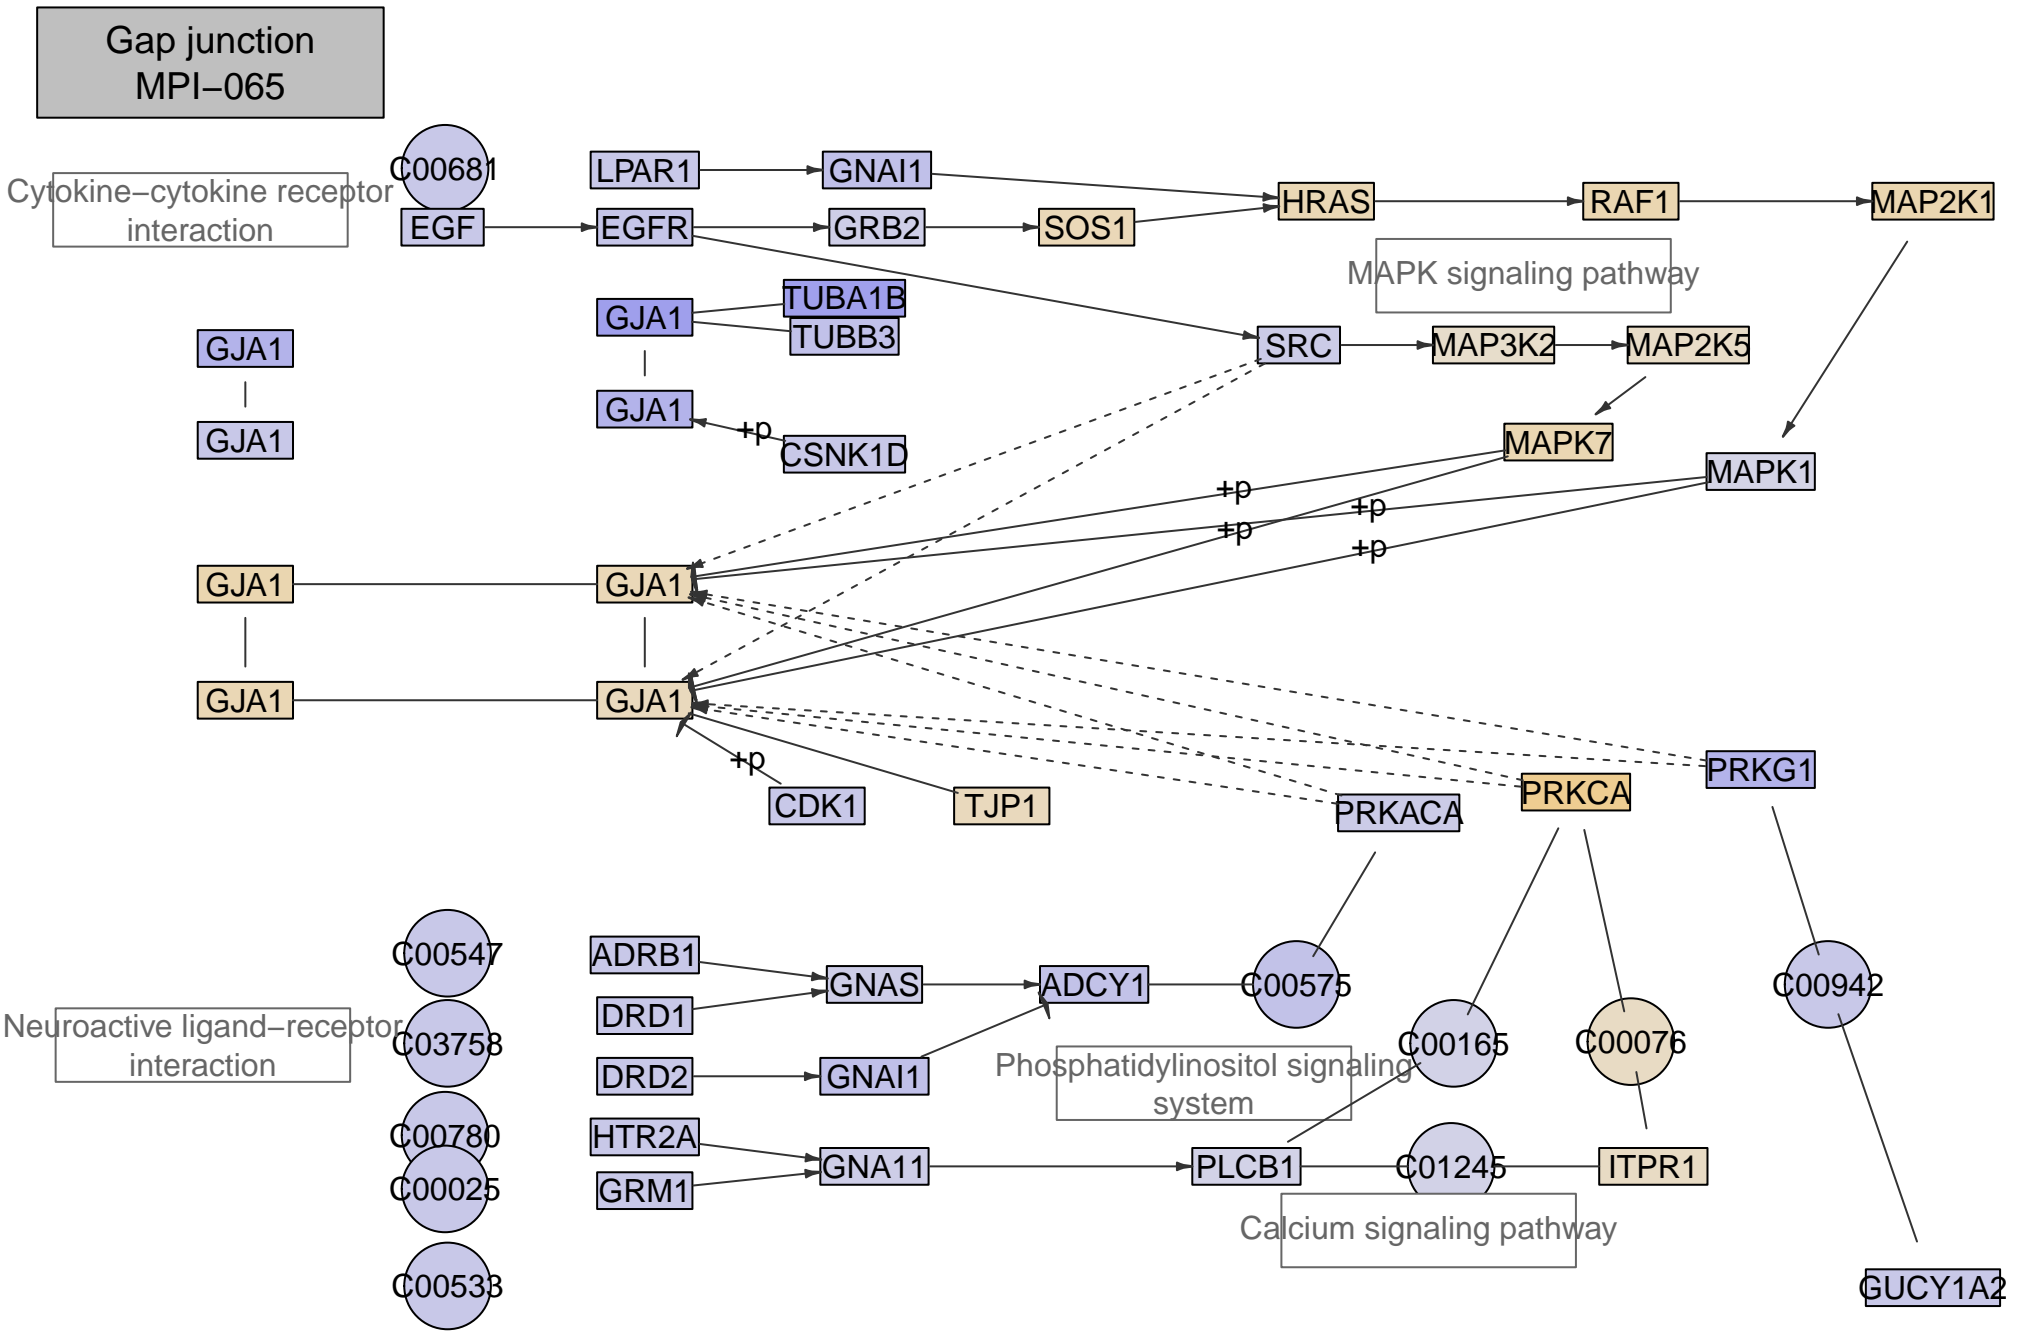 Gap junction
MPI−065
C00681
Cytokine−cytokine receptor
interaction
EGF
LPAR1
GNAI1
EGFR
GRB2
SOS1
HRAS
RAF1
MAP2K1
MAPK signaling pathway
GJA1
TUBA1B
TUBB3
GJA1
GJA1
GJA1
+p
CSNK1D
SRC
MAP3K2
MAP2K5
MAPK7
MAPK1
+p
+p
+p
+p
GJA1
GJA1
GJA1
GJA1
+p
CDK1
TJP1
PRKACA
PRKCA
PRKG1
C00547
Neuroactive ligand−receptor
interaction
C03758
C00780
C00025
C00533
ADRB1
DRD1
GNAS
ADCY1
C00575
DRD2
GNAI1
Phosphatidylinositol signaling
system
C00165
C00076
C00942
HTR2A
GRM1
GNA11
PLCB1
C01245
ITPR1
Calcium signaling pathway
GUCY1A2